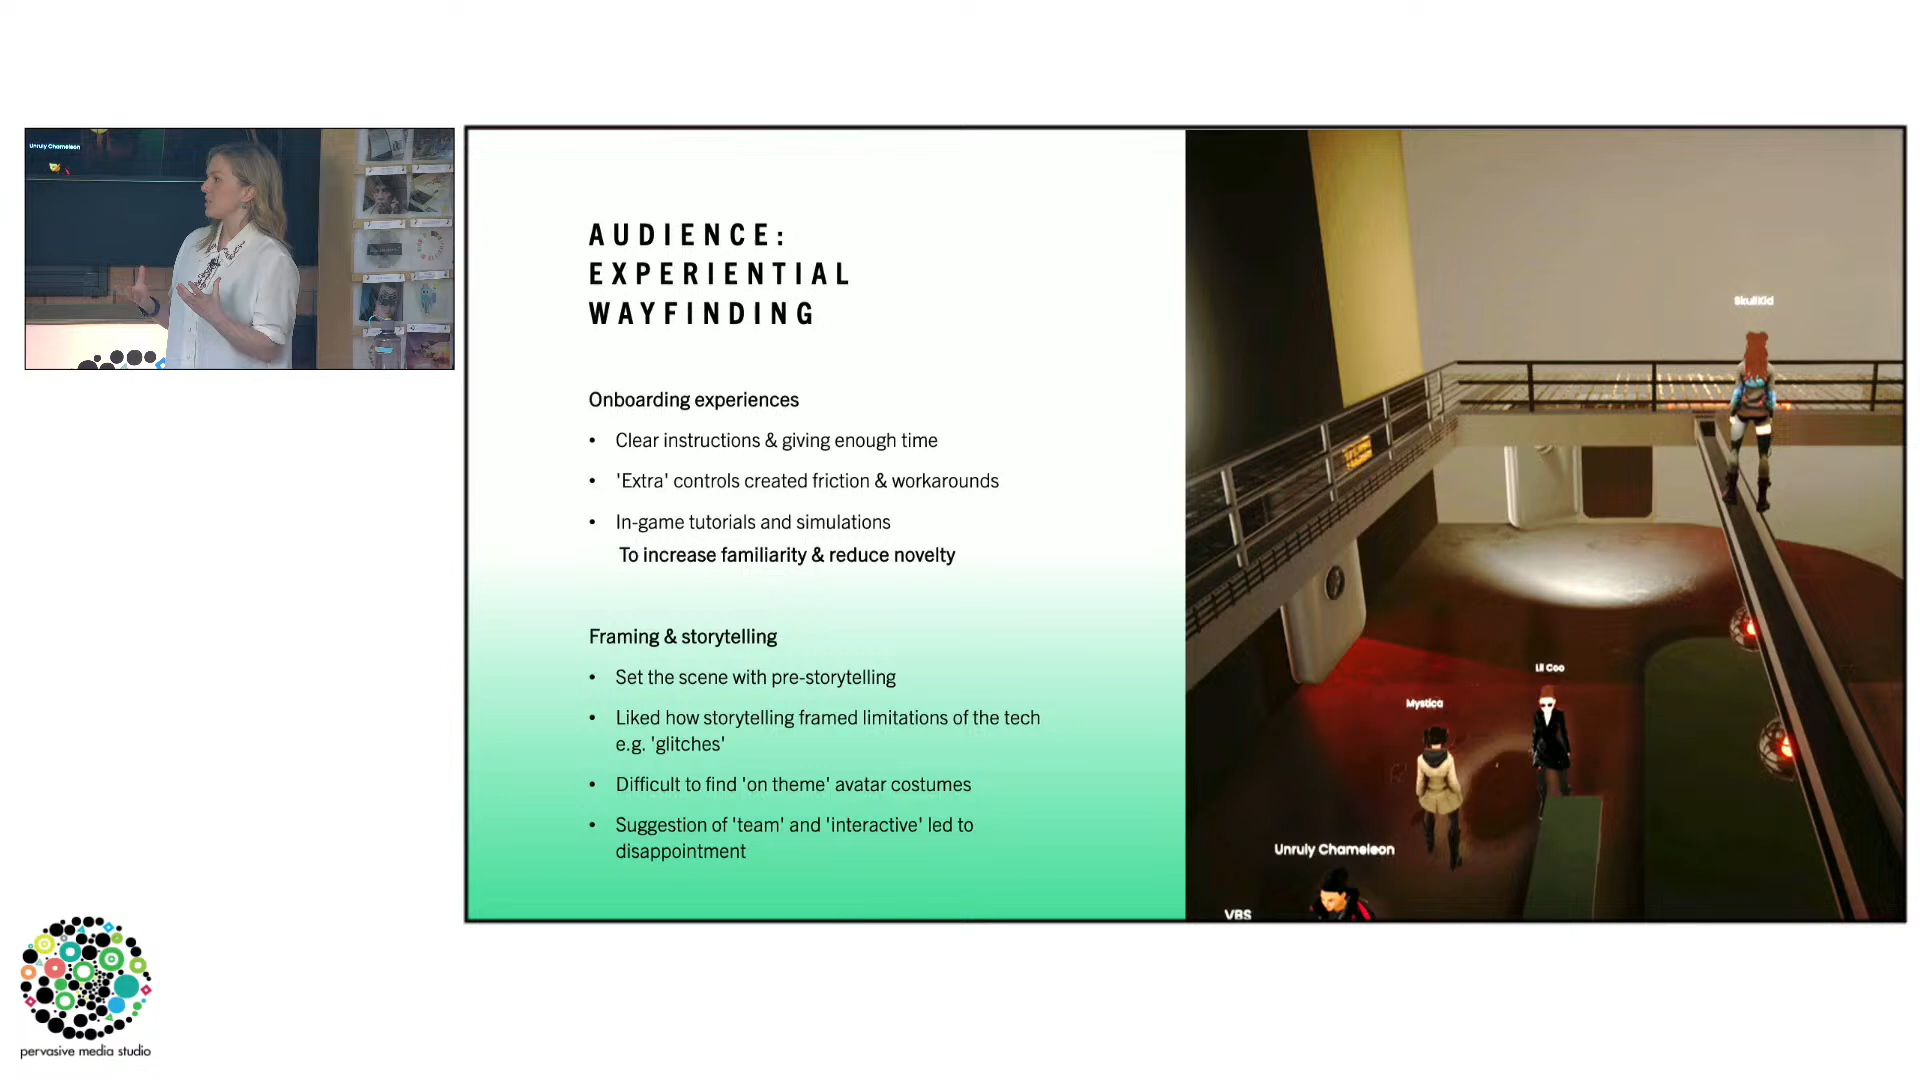 Unruly Chameleon
AUDIENCE:
EXPERIENTIAL
WAYFINDING
Onboarding experiences
• Clear instructions & giving enough time
• 'Extra' controls created friction & workarounds
• In-game tutorials and simulations
To increase familiarity & reduce novelty
Framing & storytelling
• Set the scene with pre-storytelling
• Liked how storytelling framed limitations of the tech
e.g. 'glitches'
• Difficult to find 'on theme' avatar costumes
• Suggestion of 'team' and 'interactive' led to
disappointment
SkullKid
Lil Coo
Mystica
Unruly Chameleon
VBS
pervasive media studio